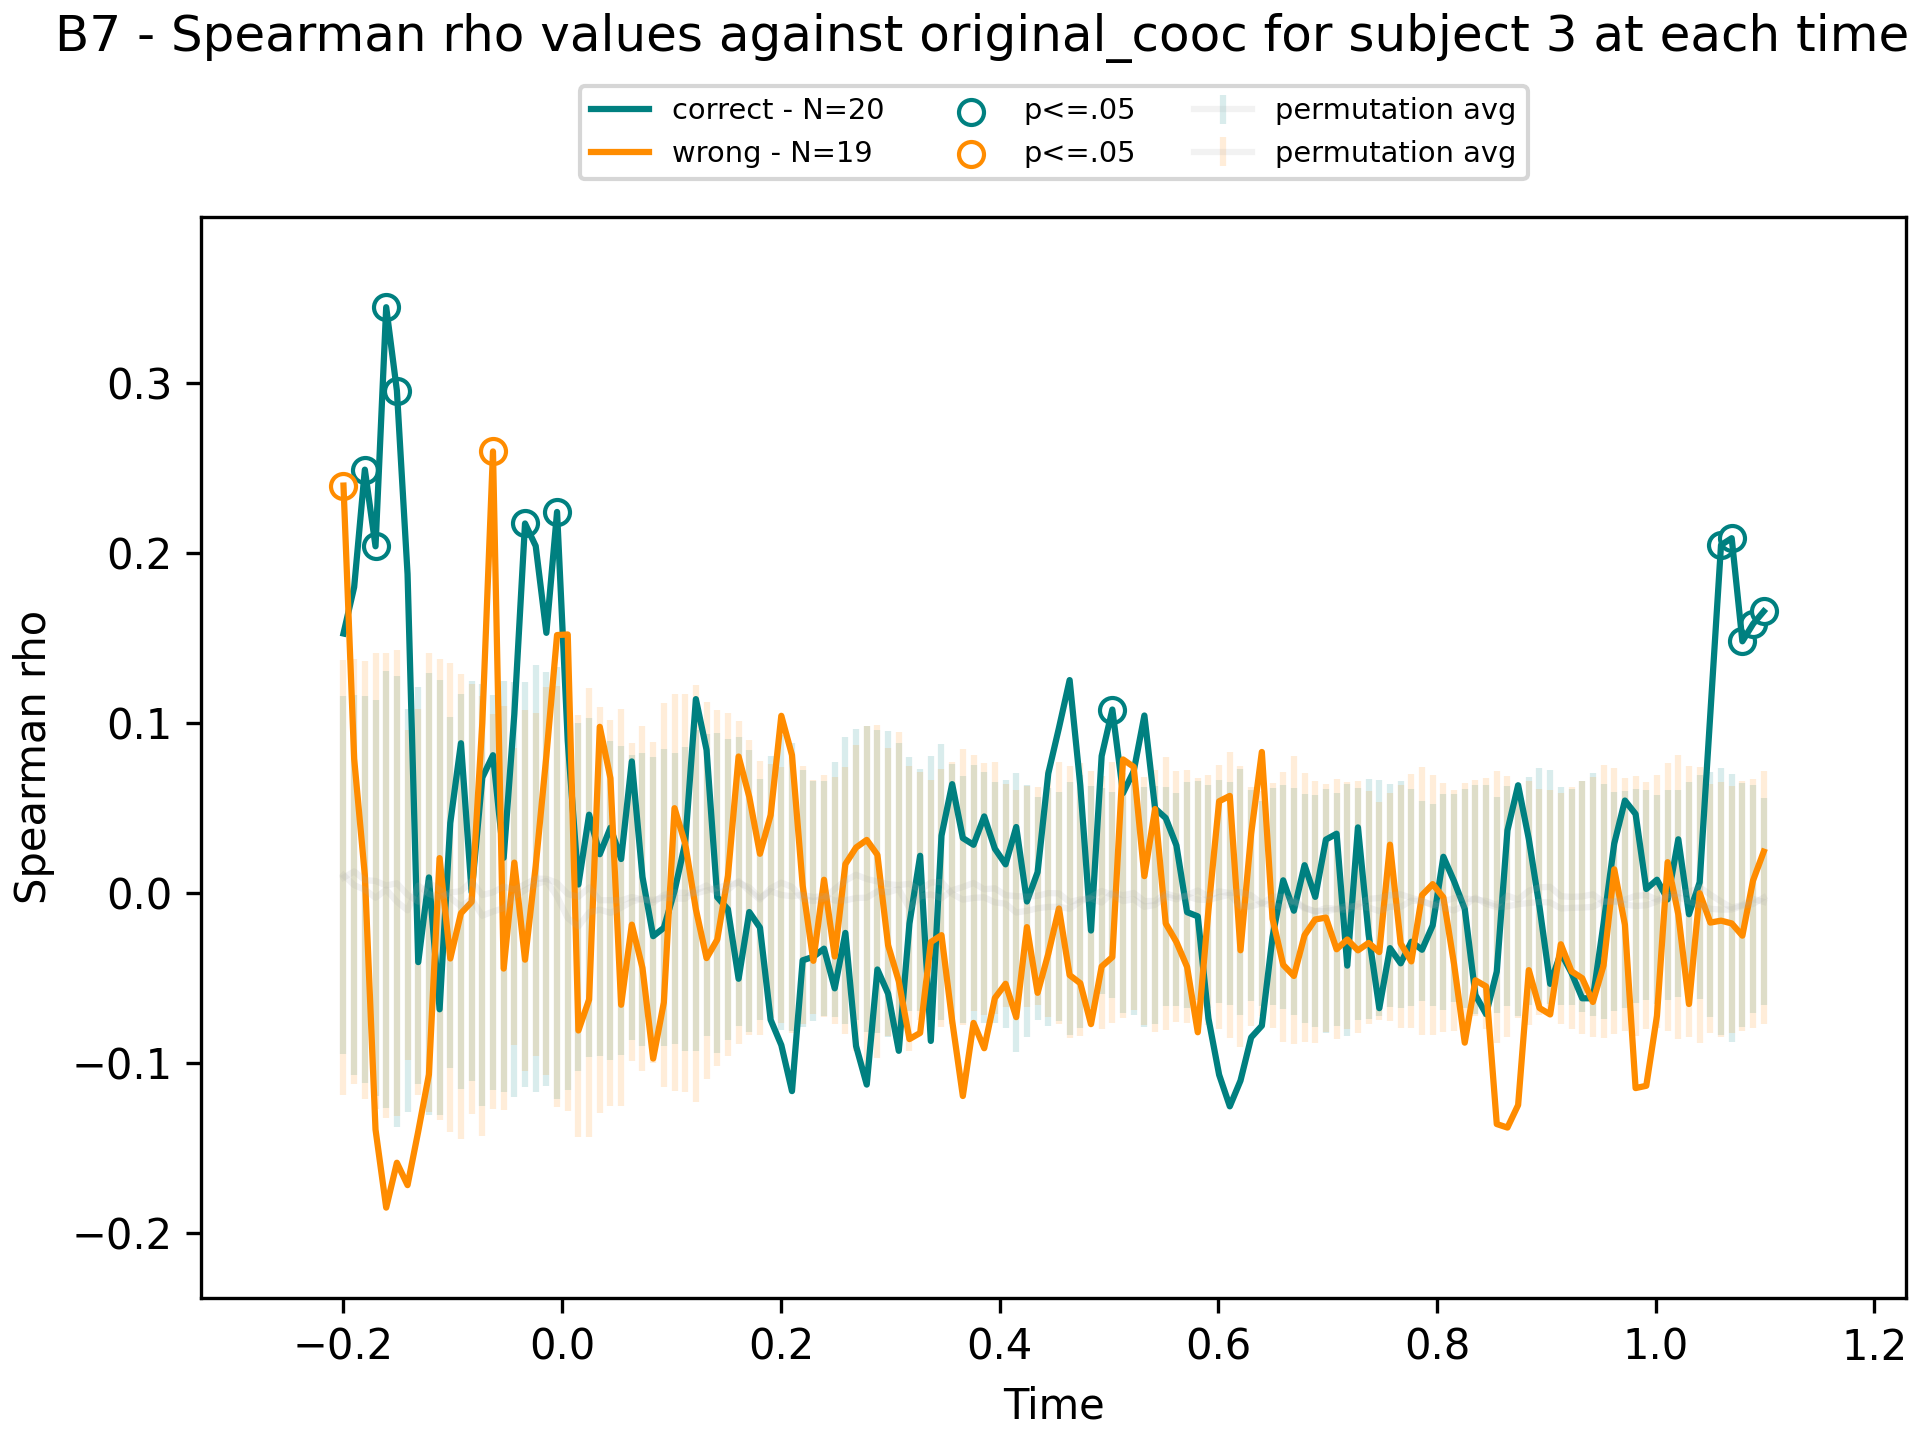 B7 - Spearman rho values against original_cooc for subject 3 at each time
correct - N=20 p<=.05 permutation avg
wrong - N=19 p<=.05 permutation avg
Spearman rho
0.3
0.2
0.1
0.0
−0.1
−0.2
−0.2 0.0 0.2 0.4 0.6 0.8 1.0 1.2
Time